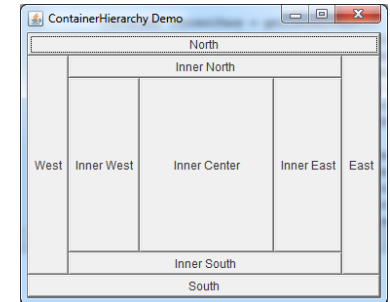 ContainerHierarchy Demo
North
Inner North
West
Inner West
Inner Center
Inner East
East
Inner South
South